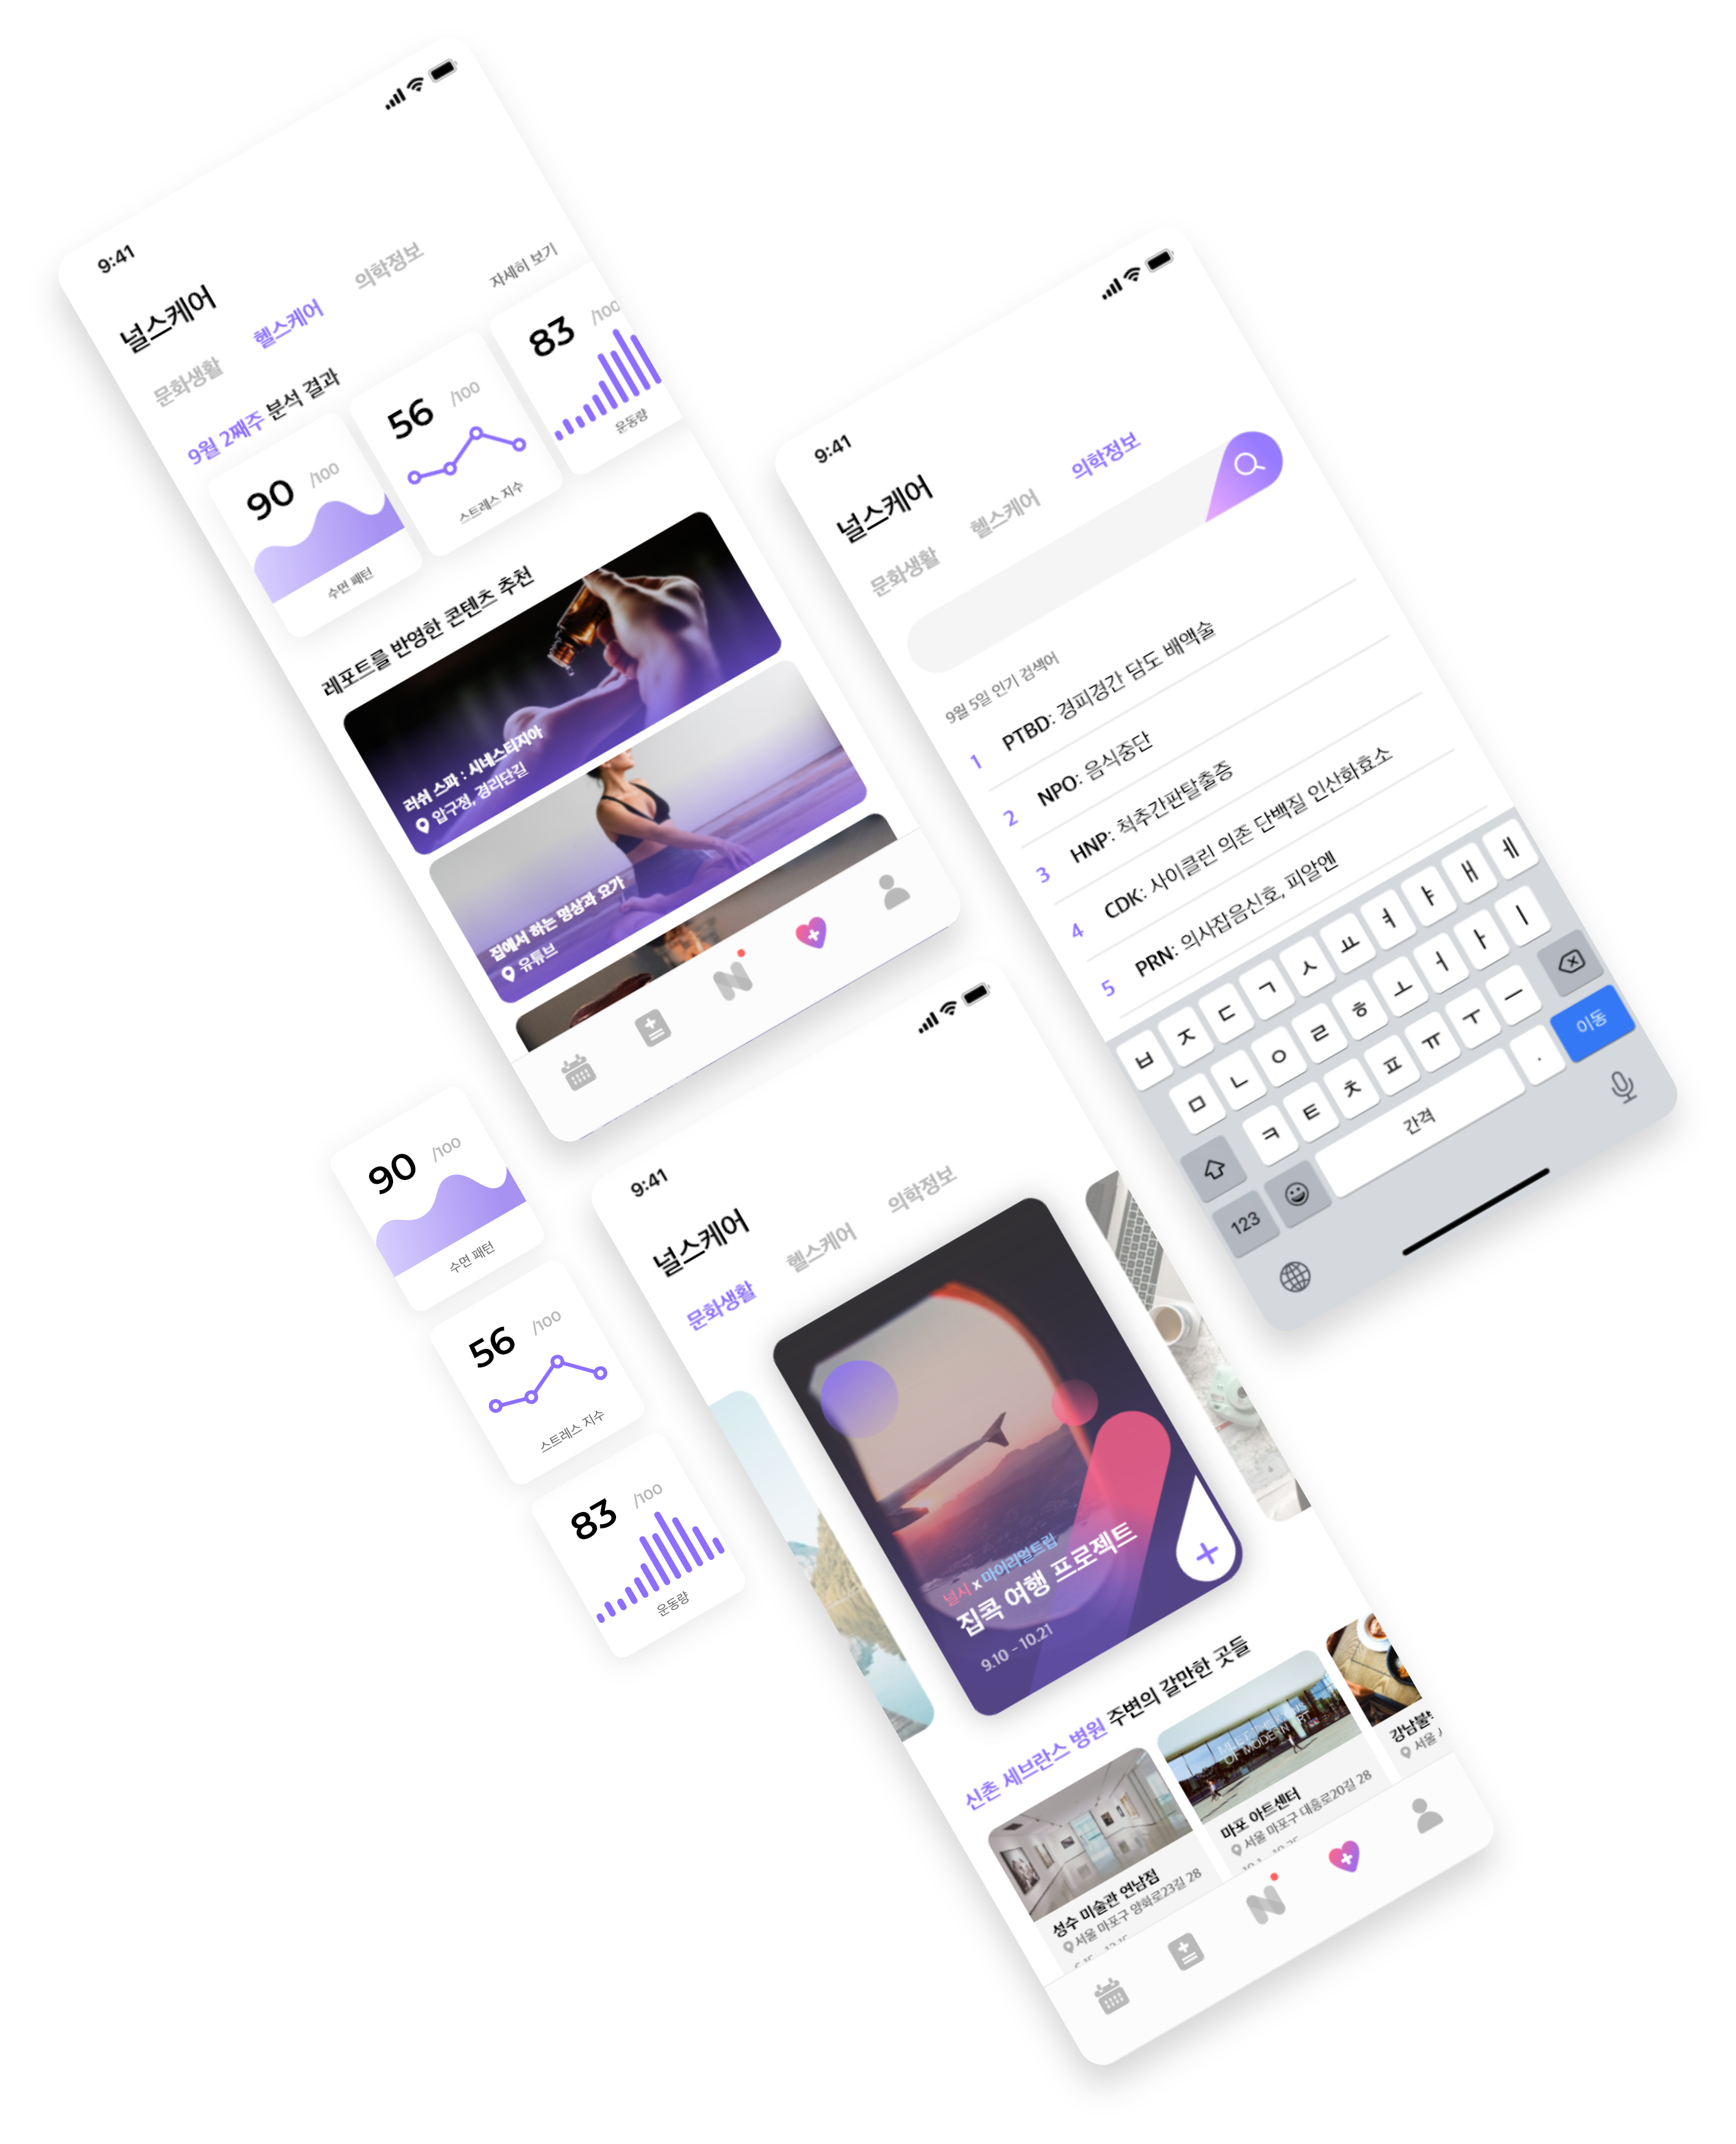 9:41
널스케어
문화생활 헬스케어 의학정보
9월 2째주 분석 결과 자세히 보기
90 /100
수면 패턴
56 /100
스트레스 지수
83 /100
운동량
레포트를 반영한 콘텐츠 추천
러쉬 스파 : 시네스티지아
압구정, 경리단길
집에서 하는 명상과 요가
유튜브
9:41
널스케어
문화생활 헬스케어 의학정보
9월 5일 인기 검색어
1 PTBD: 경피경간 담도 배액술
2 NPO: 음식중단
3 HNP: 척추간판탈출증
4 CDK: 사이클린 의존 단백질 인산화효소
5 PRN: 의사잡음신호, 피알엔
ㅂ ㅈ ㄷ ㄱ ㅅ ㅛ ㅕ ㅑ ㅐ ㅔ
ㅁ ㄴ ㅇ ㄹ ㅎ ㅗ ㅓ ㅏ ㅣ
ㅋ ㅌ ㅊ ㅍ ㅠ ㅜ ㅡ
123 간격 . 이동
90 /100
수면 패턴
56 /100
스트레스 지수
83 /100
운동량
9:41
널스케어
문화생활 헬스케어 의학정보
널시 x 마이리얼트립
집콕 여행 프로젝트
9.10 - 10.21
신촌 세브란스 병원 주변의 갈만한 곳들
성수 미술관 연남점
서울 마포구 양화로23길 28
OF MODERN ART
마포 아트센터
서울 마포구 대흥로20길 28
강남불
서울